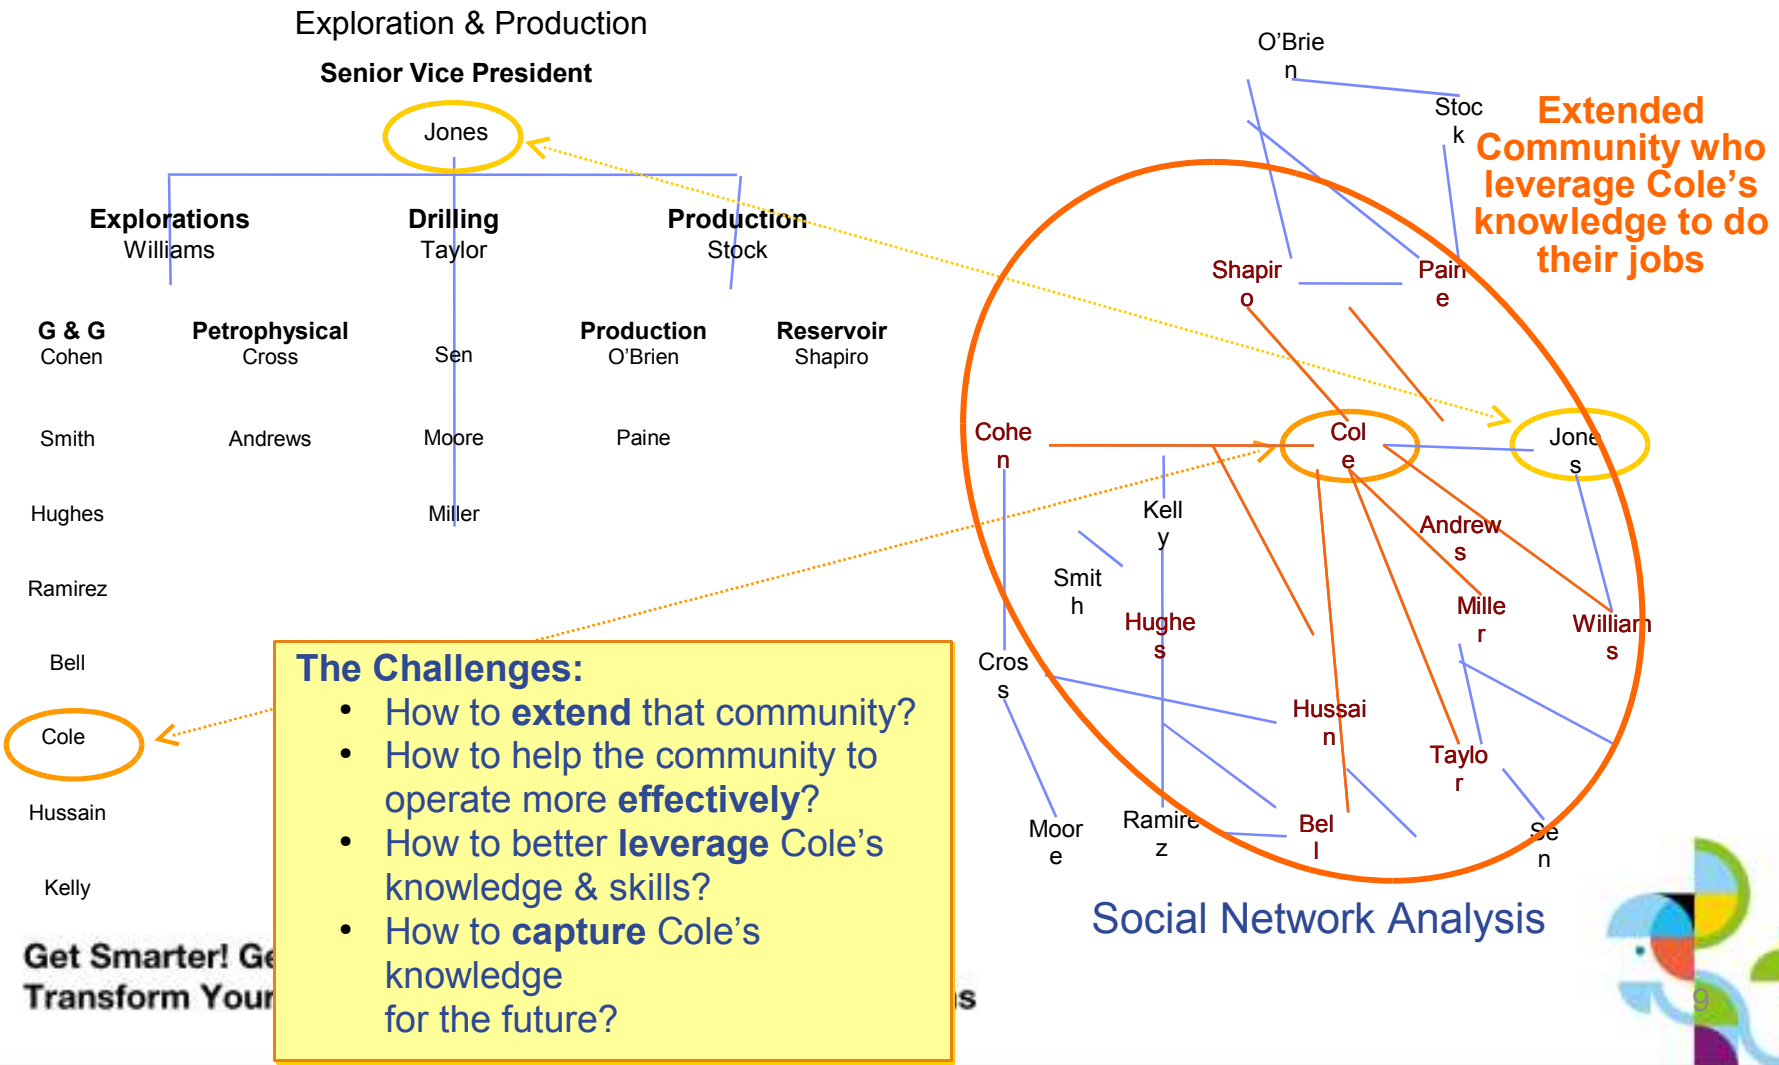 Exploration & Production
Senior Vice President
Jones
Explorations
Williams
Drilling
Taylor
Production
Stock
G & G
Cohen
Petrophysical
Cross
Sen
Production
O'Brien
Reservoir
Shapiro
Smith
Andrews
Moore
Paine
Hughes
Miller
Ramirez
Bell
Cole
Hussain
Kelly
The Challenges:
• How to extend that community?
• How to help the community to
operate more effectively?
• How to better leverage Cole's
knowledge & skills?
• How to capture Cole's
knowledge
for the future?
O'Brie
n
Stoc
k
Extended
Community who
leverage Cole's
knowledge to do
their jobs
Shapir
o
Pain
e
Cohe
n
Col
e
Jone
s
Kell
y
Andrew
s
Smit
h
Hughe
s
Mille
r
William
s
Cros
s
Hussai
n
Taylo
r
Moor
e
Ramire
z
Bel
l
Se
n
Social Network Analysis
Get Smarter!
Transform Your
9